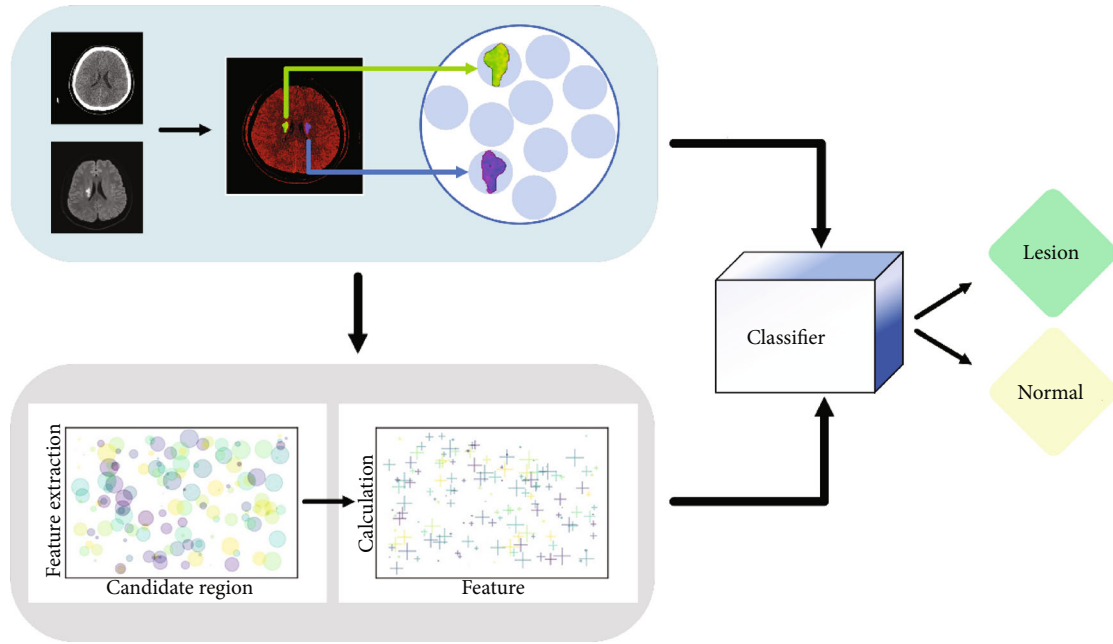 Lesion
Classifier
Normal
Feature extraction
Candidate region
Calculation
Feature